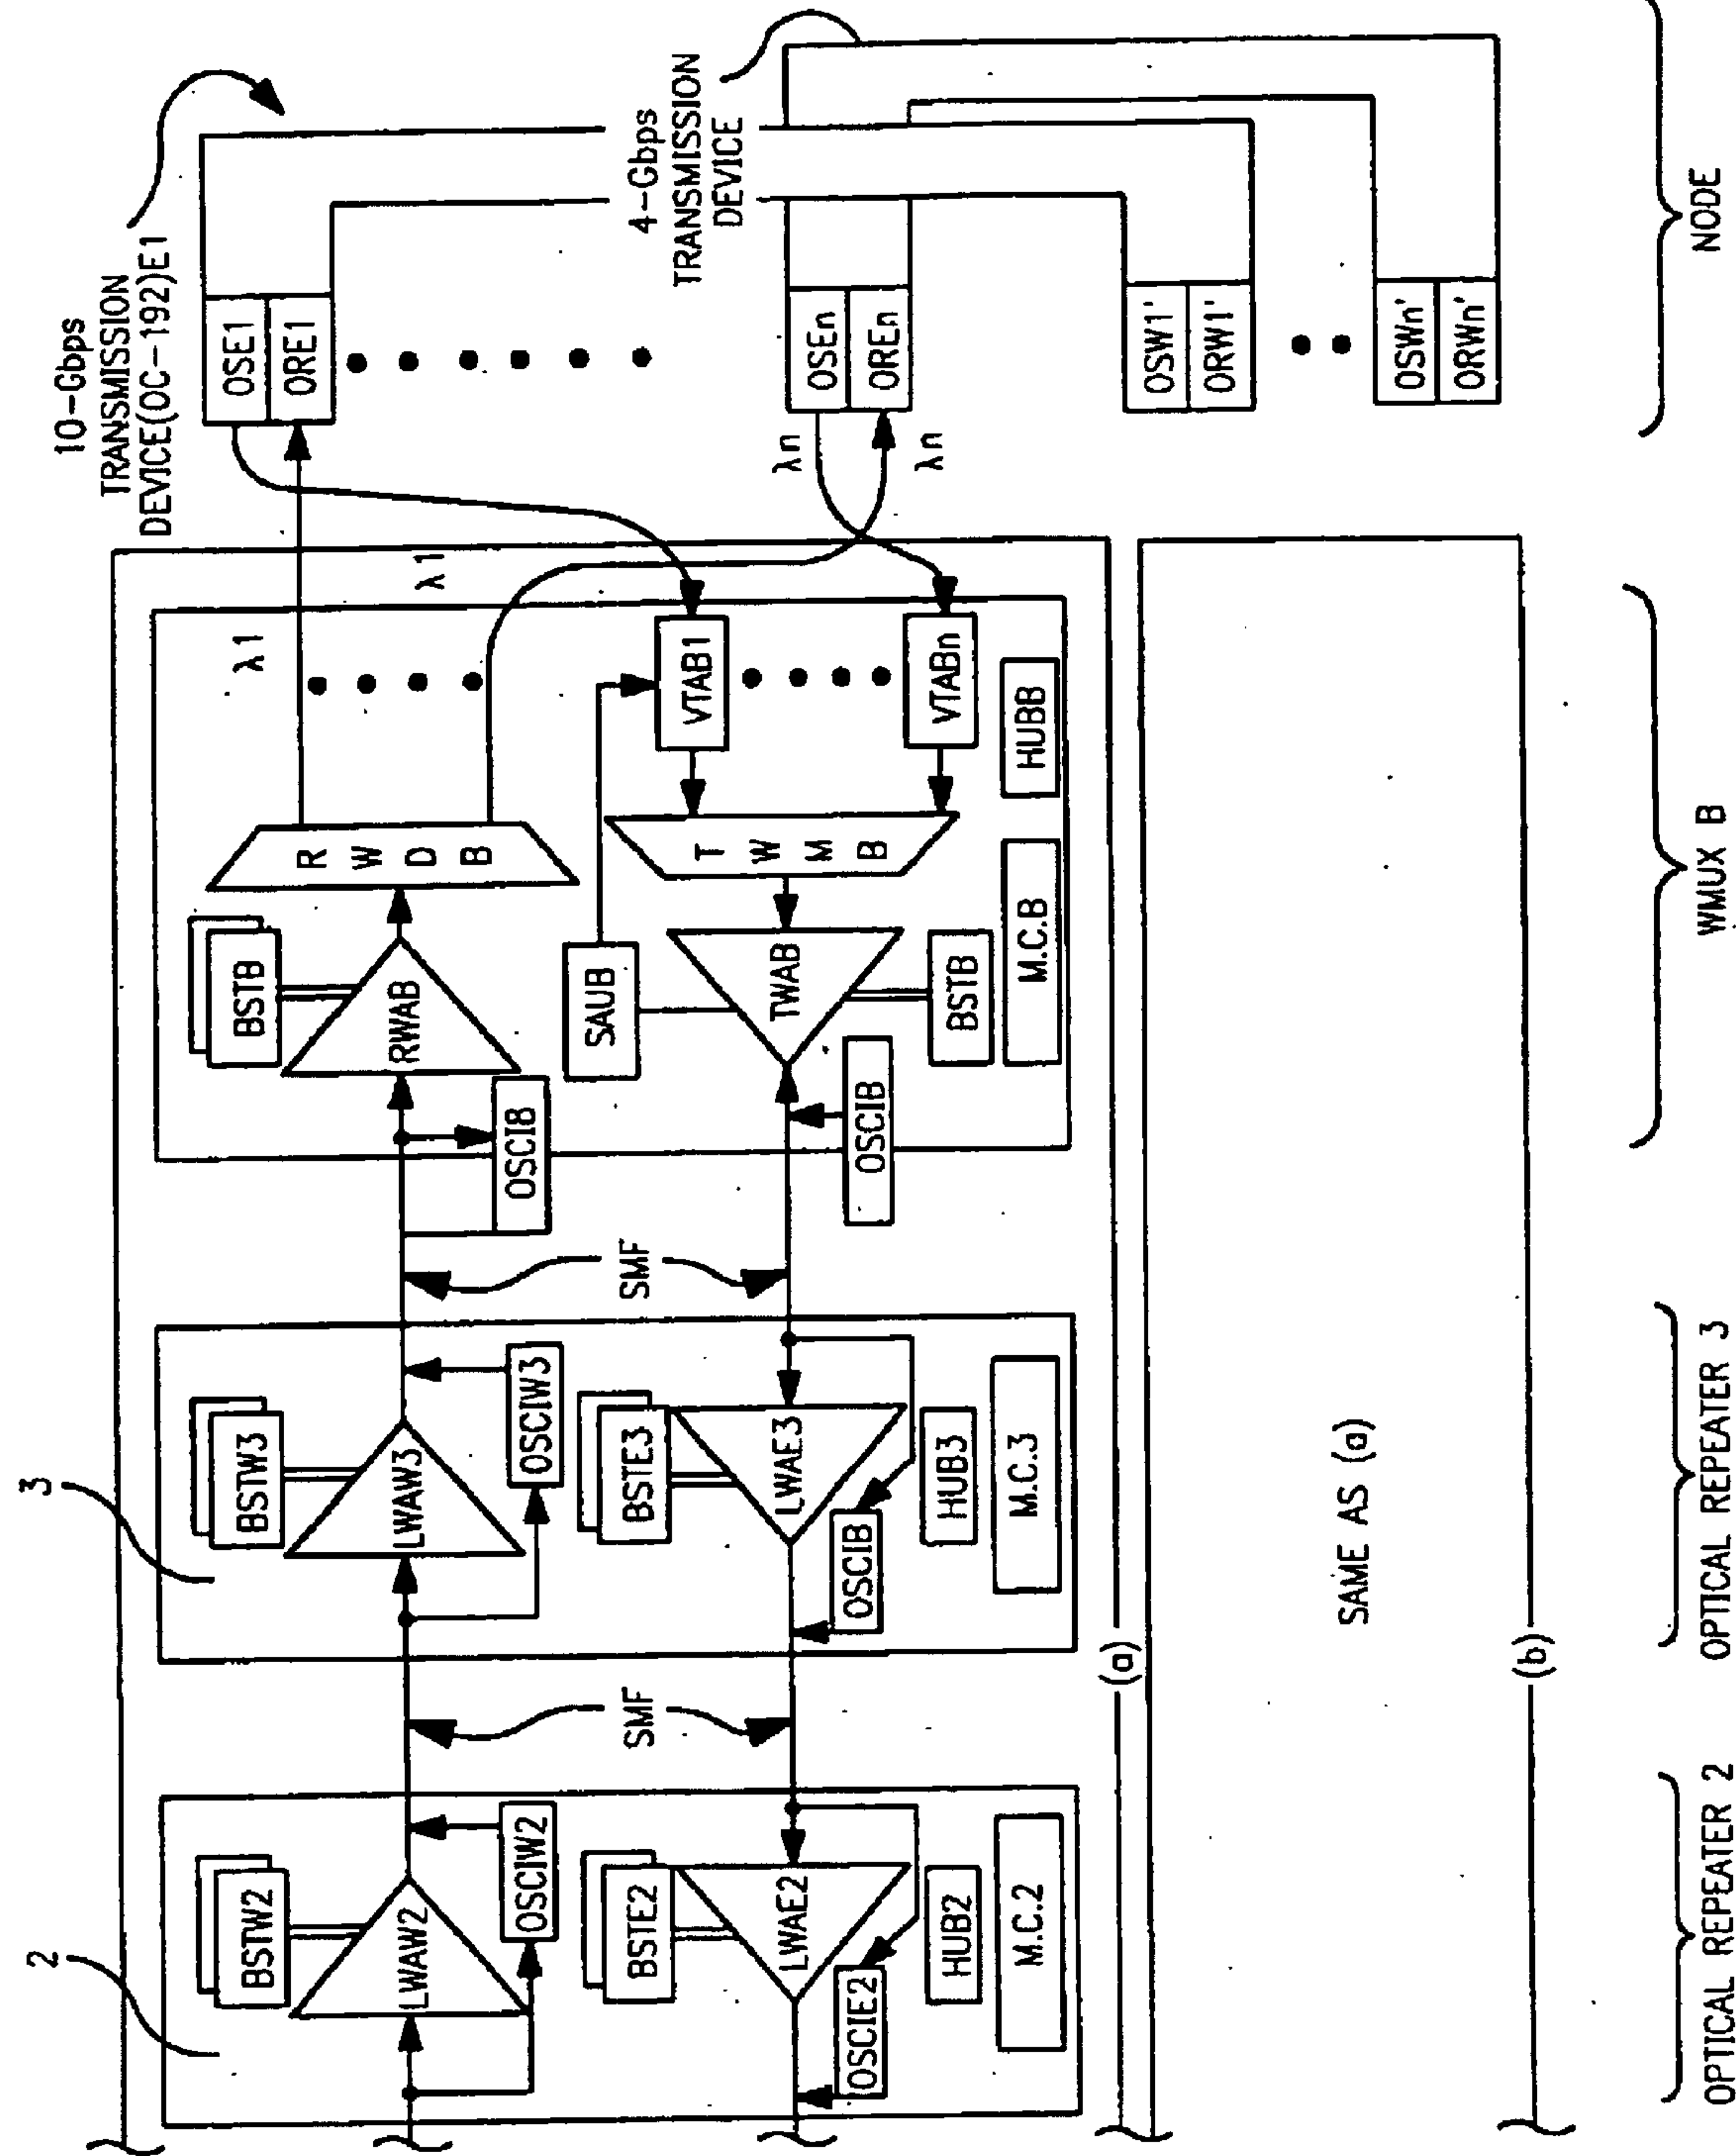 10-Gbps
TRANSMISSION
DEVICE(OC-192)E1
4-Gbps
TRANSMISSION
DEVICE
2
3
BSTW2
LWAW2
OSCIW2
BSTE2
LWAE2
OSCIE2
HUB2
M.C.2
SMF
BSTW3
LWAW3
OSCIW3
BSTE3
LWAE3
OSCIB
HUB3
M.C.3
SMF
BSTB
RWAB
OSCIB
RWDB
λ1
λ1
SAUB
VTAB1
TWMB
TWAB
VTABn
OSCIB
BSTB
M.C.B
HUBB
OSE1
ORE1
λn
λn
OSEn
OREn
OSW1'
ORW1'
OSWn'
ORWn'
(a)
SAME AS (a)
(b)
OPTICAL REPEATER 2
OPTICAL REPEATER 3
WMUX B
NODE